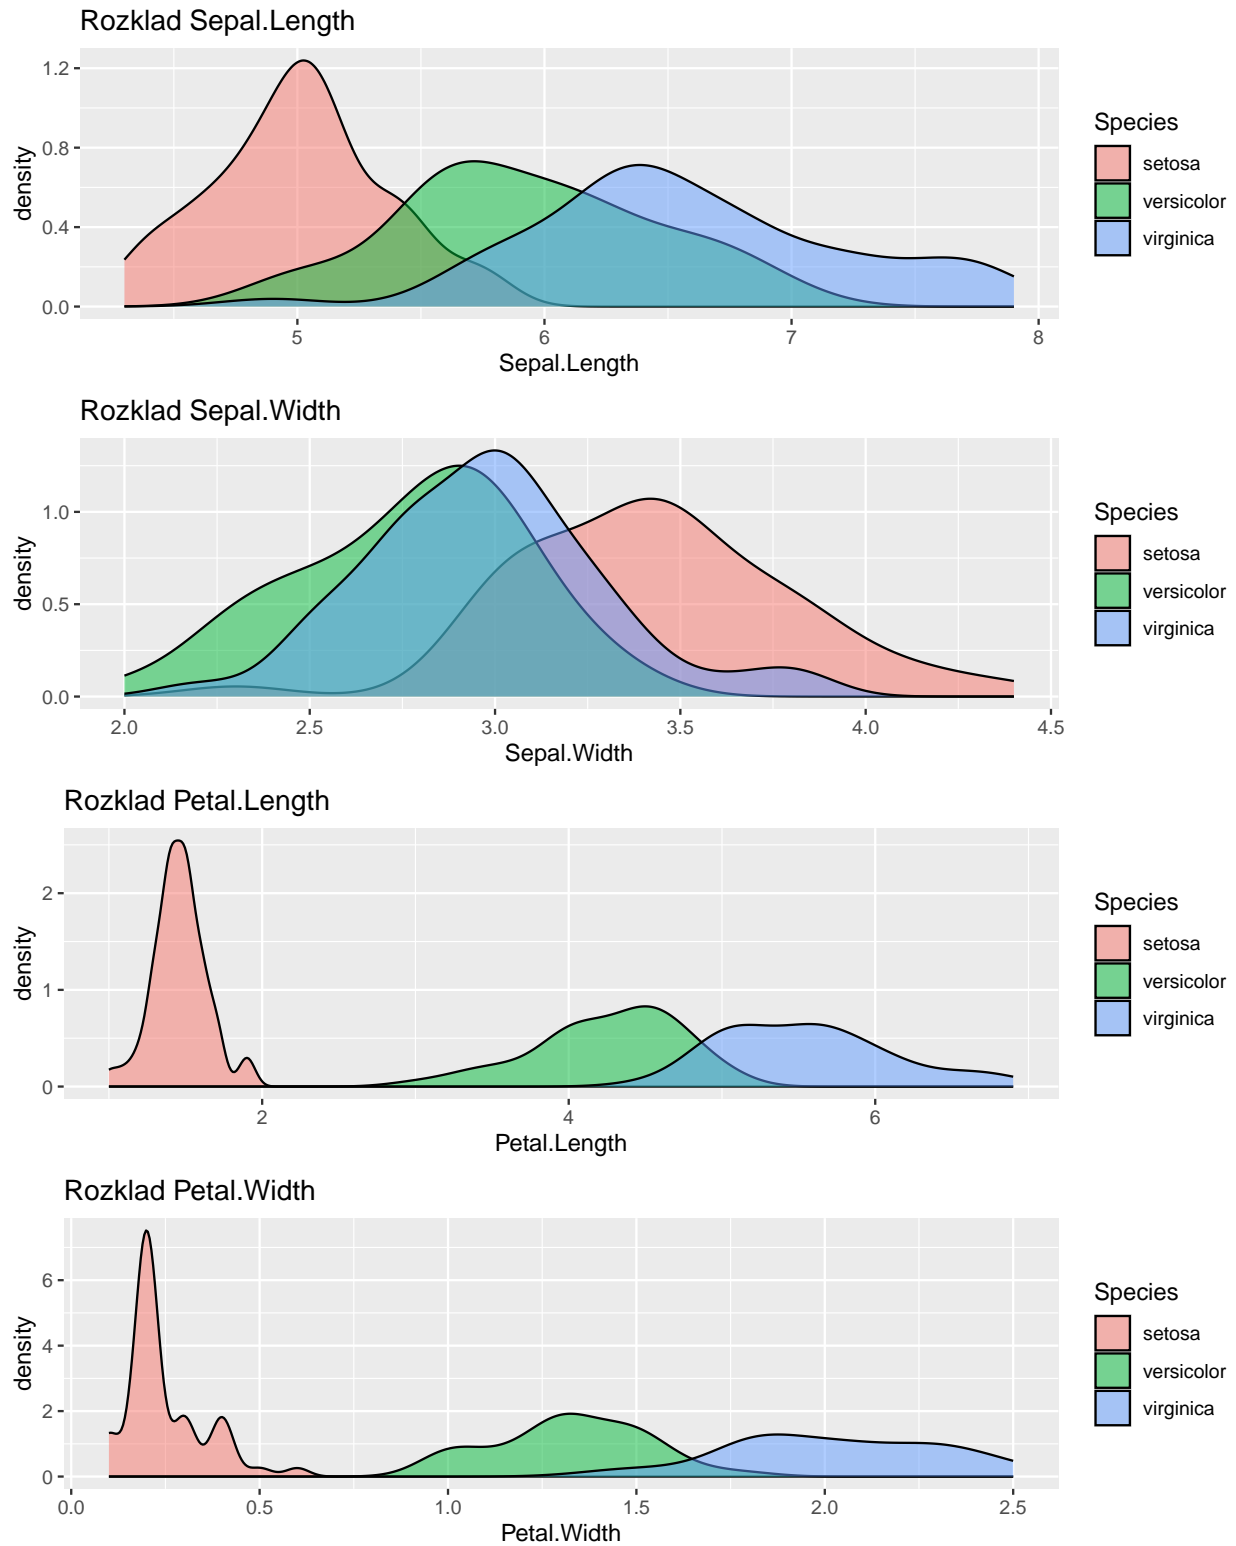 Rozklad Sepal.Length
density
1.2
0.8
0.4
0.0
5 6 7 8
Sepal.Length
Species
setosa
versicolor
virginica
Rozklad Sepal.Width
density
1.0
0.5
0.0
2.0 2.5 3.0 3.5 4.0 4.5
Sepal.Width
Species
setosa
versicolor
virginica
Rozklad Petal.Length
density
2
1
0
2 4 6
Petal.Length
Species
setosa
versicolor
virginica
Rozklad Petal.Width
density
6
4
2
0
0.0 0.5 1.0 1.5 2.0 2.5
Petal.Width
Species
setosa
versicolor
virginica